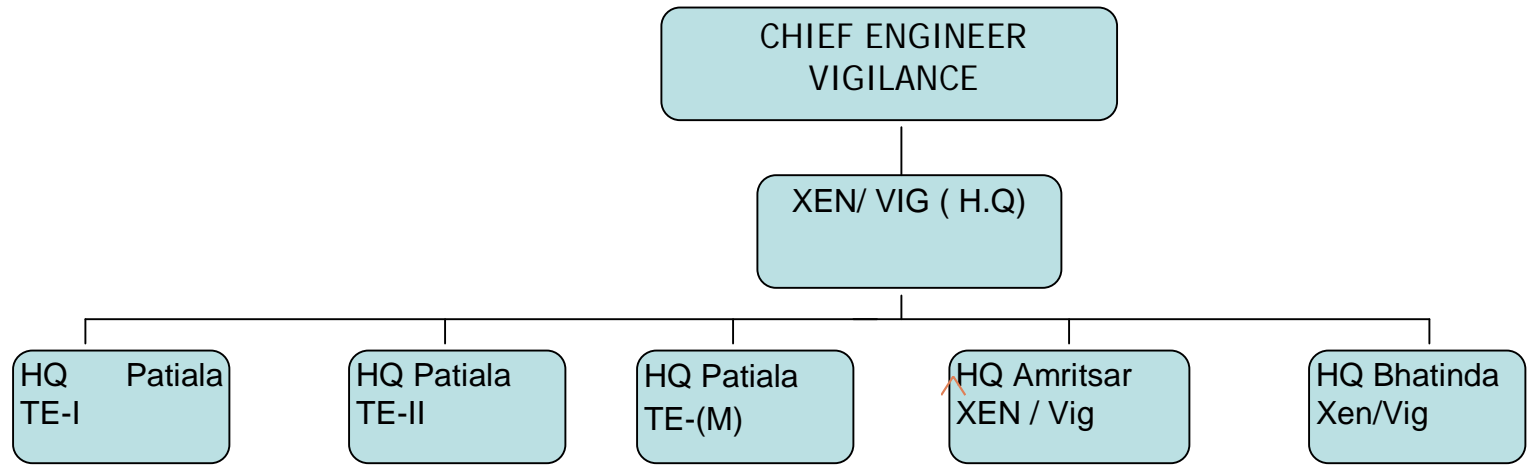 CHIEF ENGINEER
VIGILANCE
XEN/ VIG ( H.Q)
HQ Patiala
TE-I
HQ Patiala
TE-II
HQ Patiala
TE-(M)
HQ Amritsar
XEN / Vig
HQ Bhatinda
Xen/Vig